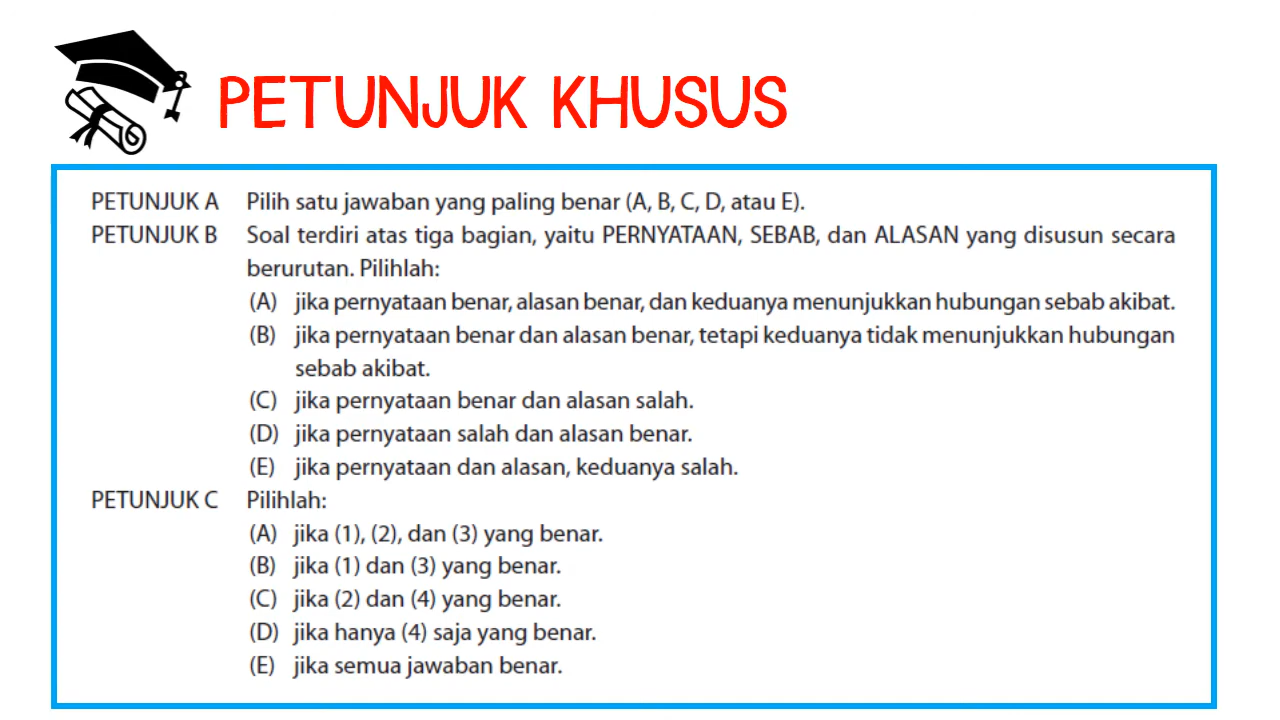 PETUNJUK KHUSUS
PETUNJUK A Pilih satu jawaban yang paling benar (A, B, C, D, atau E).
PETUNJUK B Soal terdiri atas tiga bagian, yaitu PERNYATAAN, SEBAB, dan ALASAN yang disusun secara
berurutan. Pilihlah:
(A) jika pernyataan benar, alasan benar, dan keduanya menunjukkan hubungan sebab akibat.
(B) jika pernyataan benar dan alasan benar, tetapi keduanya tidak menunjukkan hubungan
sebab akibat.
(C) jika pernyataan benar dan alasan salah.
(D) jika pernyataan salah dan alasan benar.
(E) jika pernyataan dan alasan, keduanya salah.
PETUNJUK C Pilihlah:
(A) jika (1), (2), dan (3) yang benar.
(B) jika (1) dan (3) yang benar.
(C) jika (2) dan (4) yang benar.
(D) jika hanya (4) saja yang benar.
(E) jika semua jawaban benar.